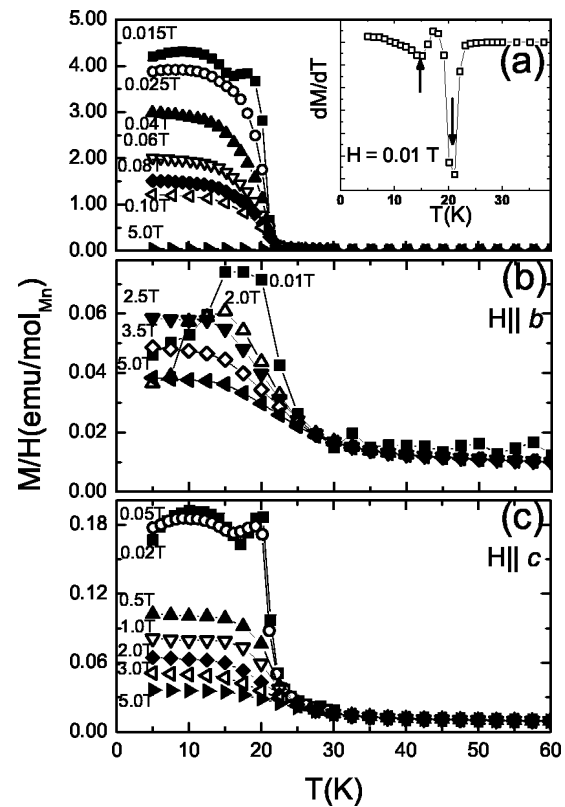 5.00
4.00
3.00
2.00
1.00
0.00
0.015T
0.025T
0.04T
0.06T
0.08T
0.10T
5.0T
(a)
dM/dT
H = 0.01 T
0 10 20 30
T(K)
M/H(emu/mol_Mn)
0.06
0.04
0.02
0.00
2.5T
3.5T
5.0T
2.0T
0.01T
(b)
H|| b
0.18
0.12
0.06
0.00
0.05T
0.02T
0.5T
1.0T
2.0T
3.0T
5.0T
(c)
H|| c
0 10 20 30 40 50 60
T(K)